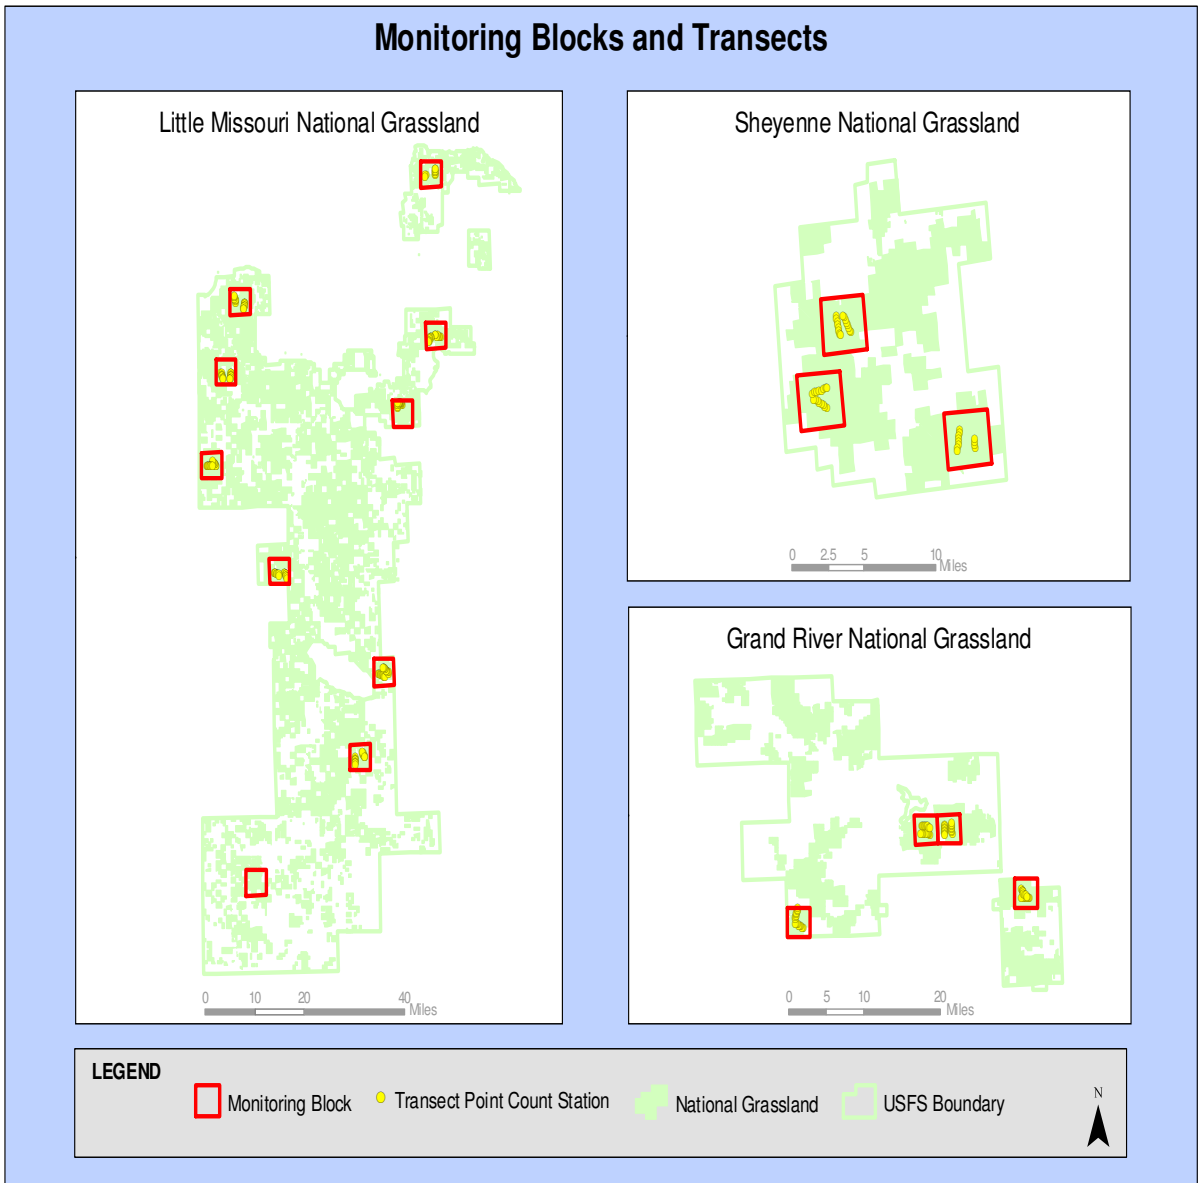 Monitoring Blocks and Transects
Little Missouri National Grassland
0 10 20 40
Miles
Sheyenne National Grassland
0 2.5 5 10
Miles
Grand River National Grassland
0 5 10 20
Miles
LEGEND
Monitoring Block
Transect Point Count Station
National Grassland
USFS Boundary
N